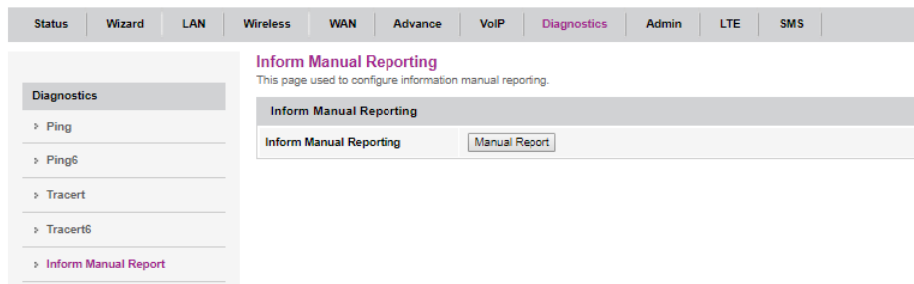 Status Wizard LAN Wireless WAN Advance VoIP Diagnostics Admin LTE SMS
Inform Manual Reporting
This page used to configure information manual reporting.
Diagnostics
Ping
Ping6
Tracert
Tracert6
Inform Manual Report
Inform Manual Reporting
Inform Manual Reporting Manual Report